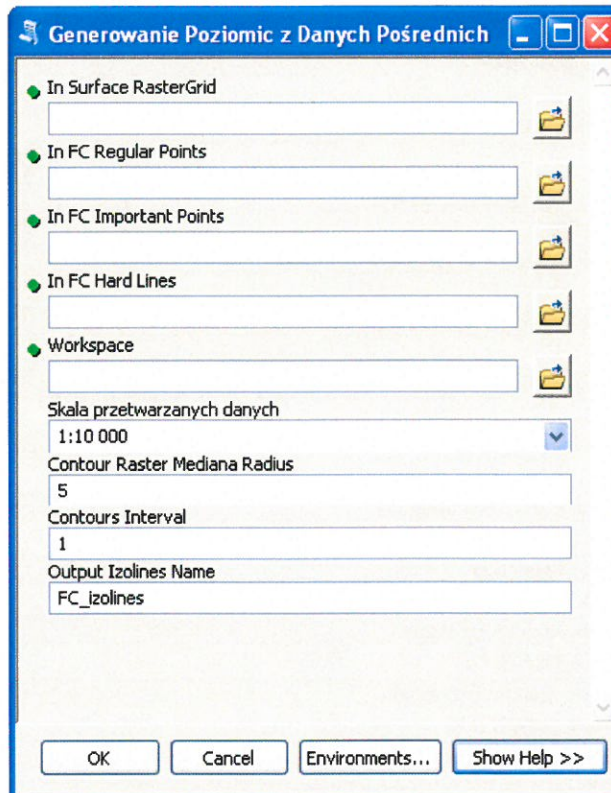 Generowanie Poziomic z Danych Pośrednich
In Surface RasterGrid
In FC Regular Points
In FC Important Points
In FC Hard Lines
Workspace
Skala przetwarzanych danych
1:10 000
Contour Raster Mediana Radius
5
Contours Interval
1
Output Izolines Name
FC_izolines
OK Cancel Environments... Show Help >>